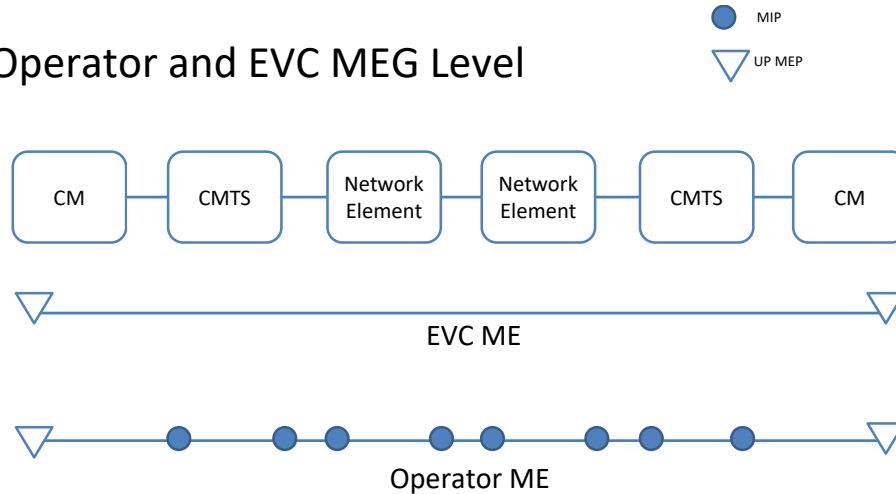 MIP
Operator and EVC MEG Level
UP MEP
CM
CMTS
Network
Element
Network
Element
CMTS
CM
EVC ME
Operator ME